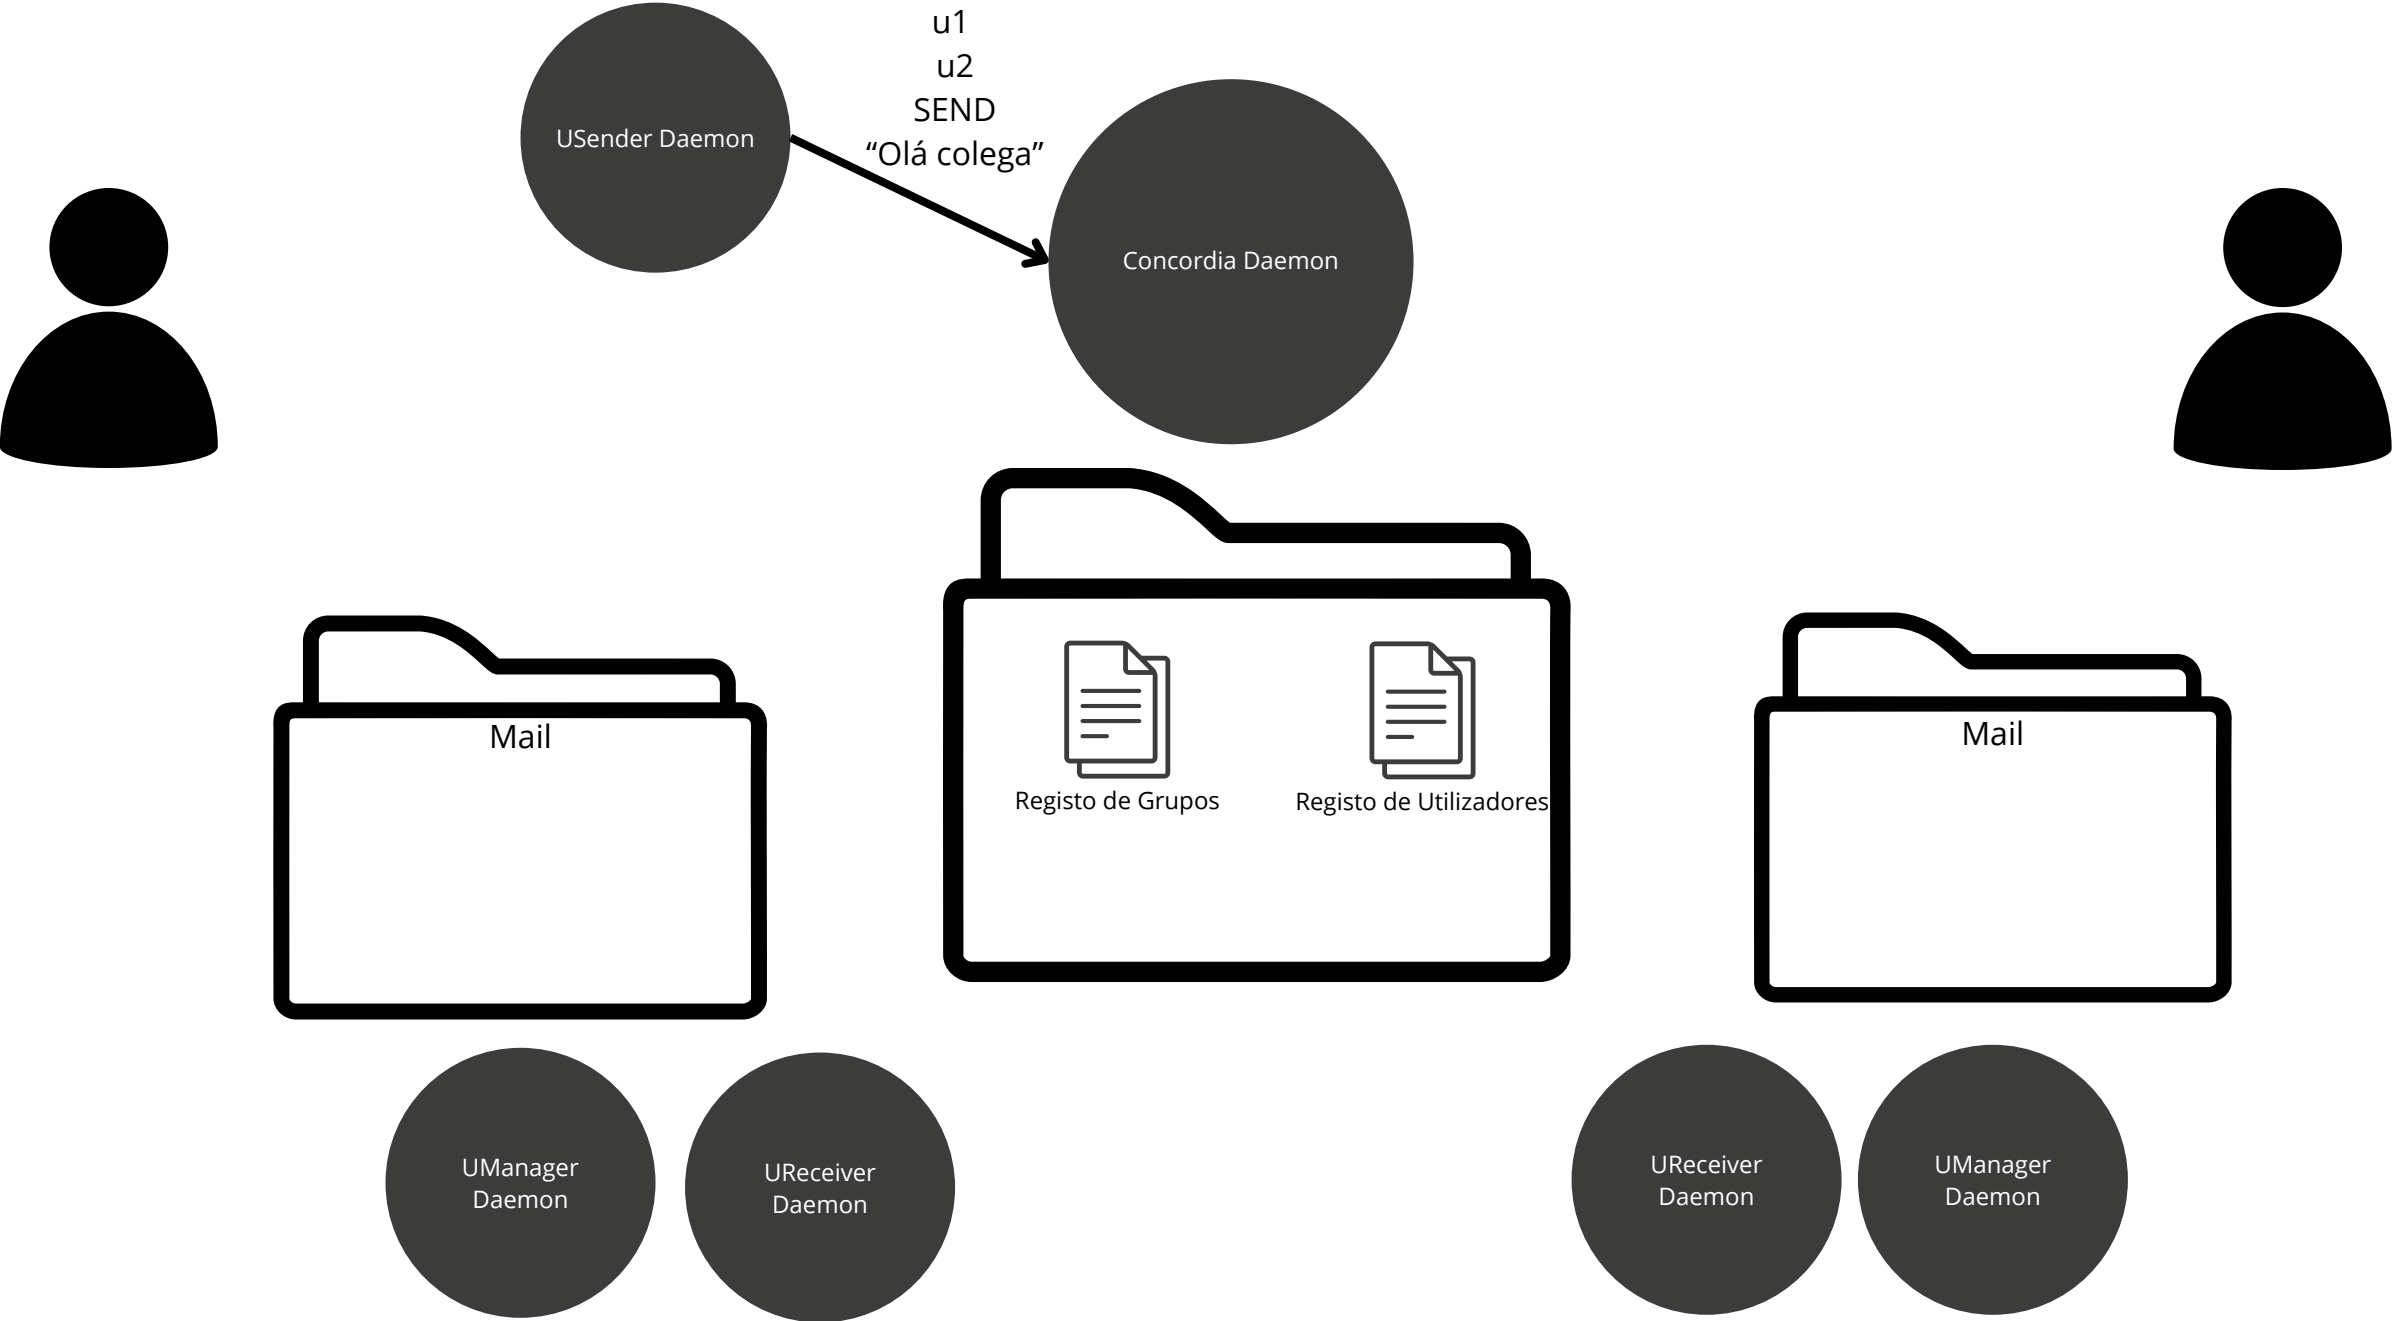 u1
u2
SEND
“Olá colega”
USender Daemon
Concordia Daemon
Mail
Registo de Grupos
Registo de Utilizadores
Mail
UManager
Daemon
UReceiver
Daemon
UReceiver
Daemon
UManager
Daemon